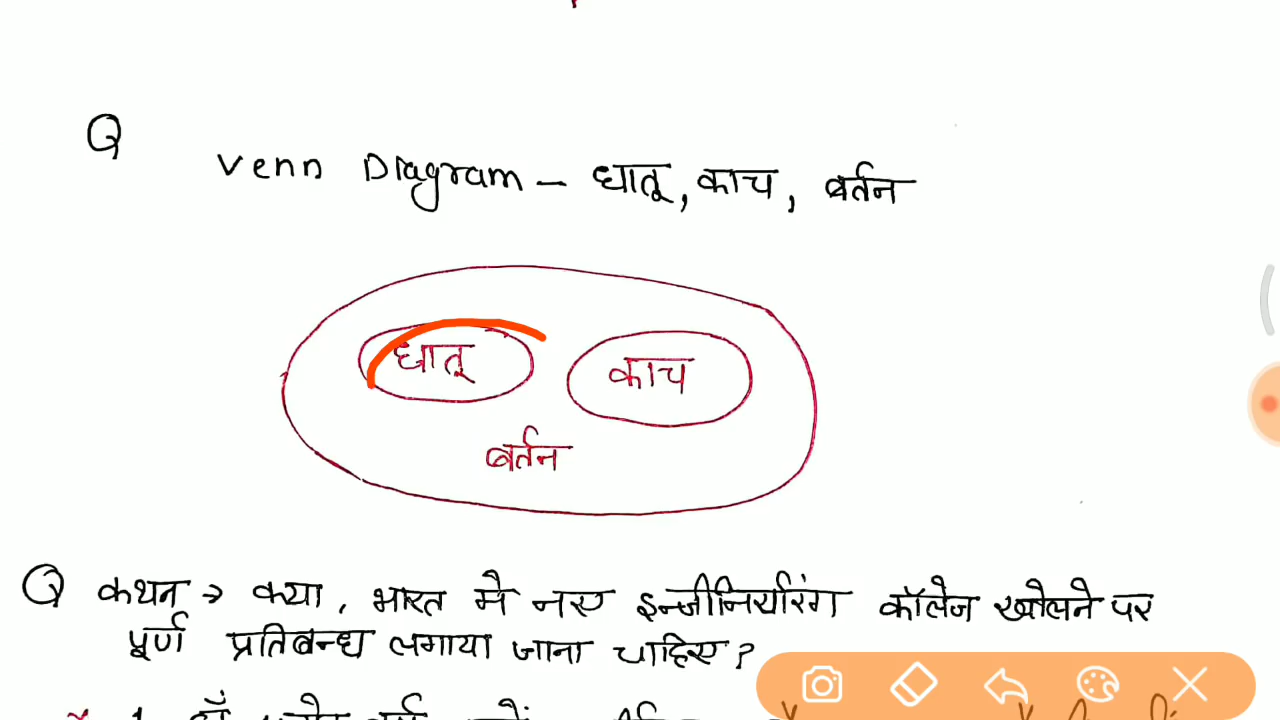 Q
Venn Diagram - धातू, काच, बर्तन
धातू
काच
बर्तन
Q कथन → क्या, भारत मे नए इन्जीनियरिंग कॉलेज खोलने पर
पूर्ण प्रतिबन्ध लगाया जाना चाहिए?